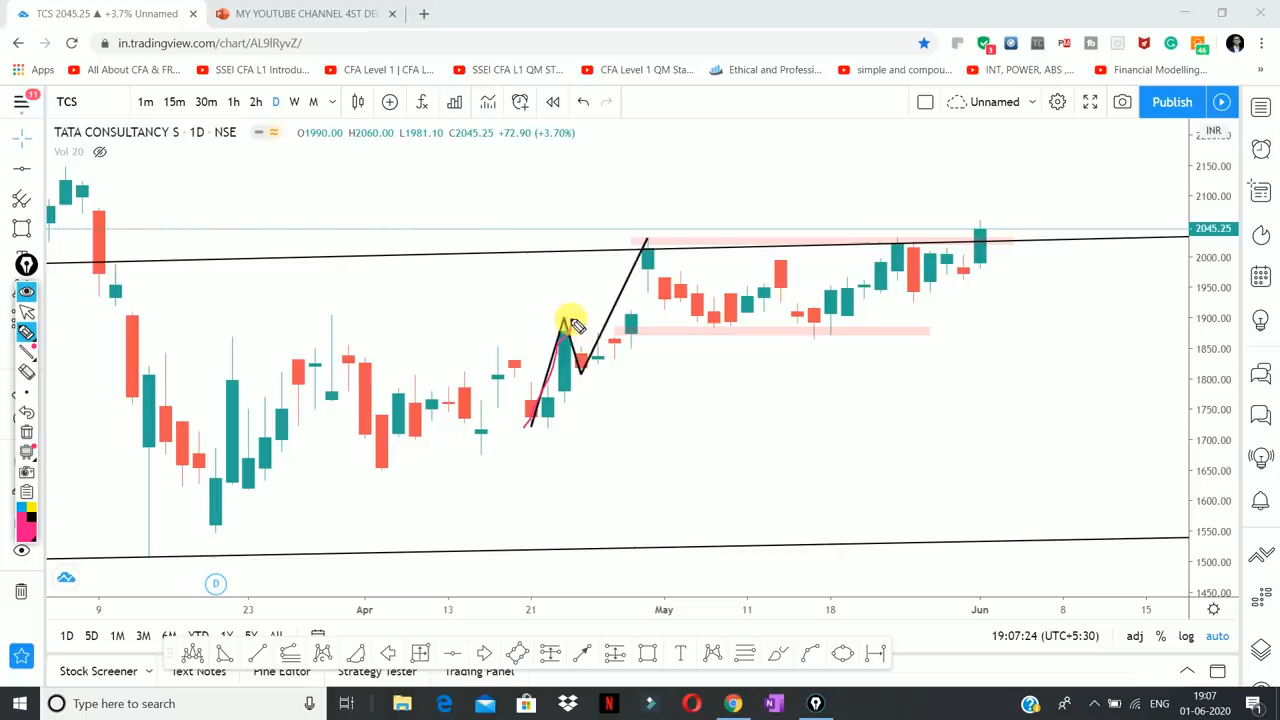 TCS 2045.25 ▲ +3.7% Unnamed
MY YOUTUBE CHANNEL 4ST DE
in.tradingview.com/chart/AL9lRyvZ/
Apps
All About CFA & FR...
SSEI CFA L1 Introdu...
CFA Level 1 | CFA L...
SSEI CFA L1 QM ST...
CFA Level 1 QM Sta...
Ethical and Professi...
simple and compou...
INT, POWER, ABS ,...
Financial Modelling...
11
TCS
1m 15m 30m 1h 2h D W M
Unnamed
Publish
TATA CONSULTANCY S · 1D · NSE
O1990.00 H2060.00 L1981.10 C2045.25 +72.90 (+3.70%)
INR
Vol 20
2150.00
2100.00
2045.25
2000.00
1950.00
1900.00
1850.00
1800.00
1750.00
1700.00
1650.00
1600.00
1550.00
1500.00
1450.00
D
9 23 Apr 13 21 May 11 18 Jun 8 15
1D 5D 1M 3M 6M YTD 1Y 5Y All
19:07:24 (UTC+5:30) adj % log auto
Stock Screener Text Notes Pine Editor Strategy Tester Trading Panel
Type here to search
ENG
19:07
01-06-2020